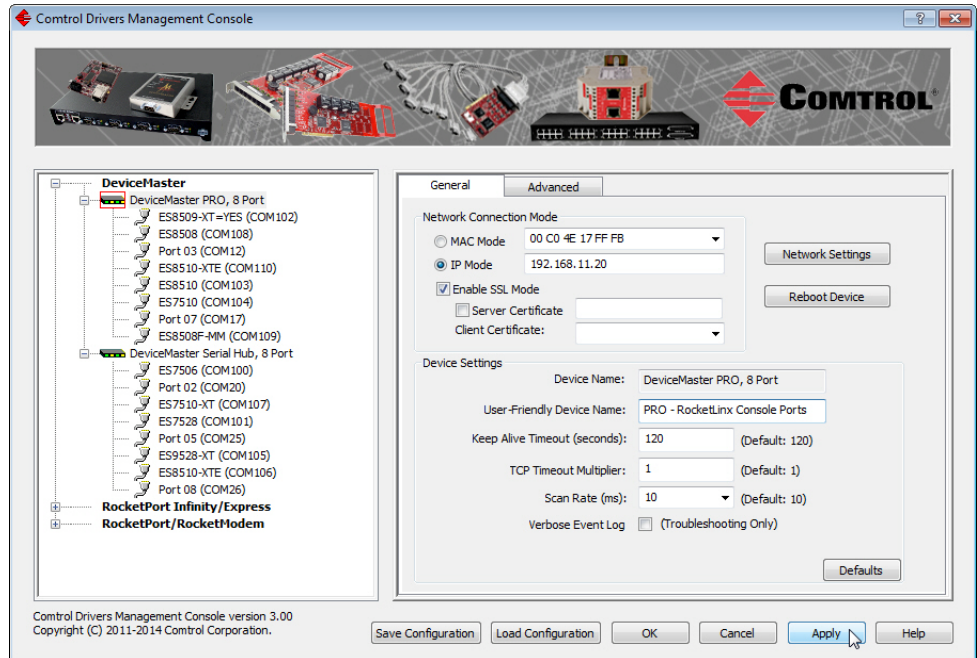 Comtrol Drivers Management Console
COMTROL
DeviceMaster
DeviceMaster PRO, 8 Port
ES8509-XT=YES (COM102)
ES8508 (COM108)
Port 03 (COM12)
ES8510-XTE (COM110)
ES8510 (COM103)
ES7510 (COM104)
Port 07 (COM17)
ES8508F-MM (COM109)
DeviceMaster Serial Hub, 8 Port
ES7506 (COM100)
Port 02 (COM20)
ES7510-XT (COM107)
ES7528 (COM101)
Port 05 (COM25)
ES9528-XT (COM105)
ES8510-XTE (COM106)
Port 08 (COM26)
RocketPort Infinity/Express
RocketPort/RocketModem
General Advanced
Network Connection Mode
MAC Mode 00 C0 4E 17 FF FB
IP Mode 192.168.11.20
Enable SSL Mode
Server Certificate
Client Certificate:
Network Settings
Reboot Device
Device Settings
Device Name: DeviceMaster PRO, 8 Port
User-Friendly Device Name: PRO - RocketLinx Console Ports
Keep Alive Timeout (seconds): 120 (Default: 120)
TCP Timeout Multiplier: 1 (Default: 1)
Scan Rate (ms): 10 (Default: 10)
Verbose Event Log (Troubleshooting Only)
Defaults
Comtrol Drivers Management Console version 3.00
Copyright (C) 2011-2014 Comtrol Corporation.
Save Configuration Load Configuration OK Cancel Apply Help